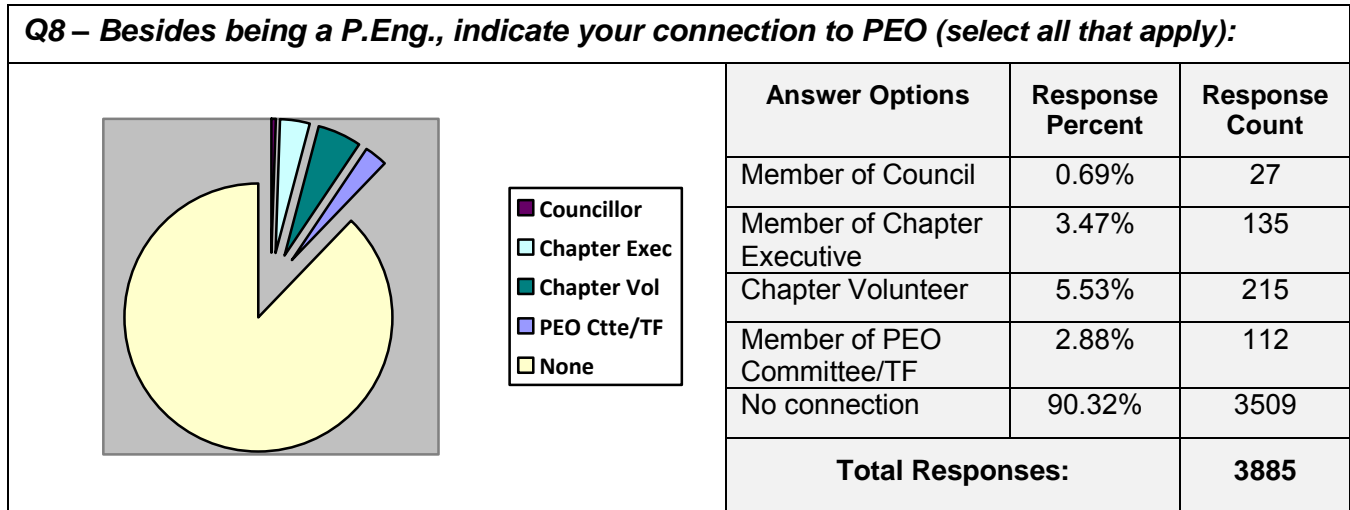 Q8 – Besides being a P.Eng., indicate your connection to PEO (select all that apply):
Councillor
Chapter Exec
Chapter Vol
PEO Ctte/TF
None
Answer Options Response Percent Response Count
Member of Council 0.69% 27
Member of Chapter Executive 3.47% 135
Chapter Volunteer 5.53% 215
Member of PEO Committee/TF 2.88% 112
No connection 90.32% 3509
Total Responses: 3885